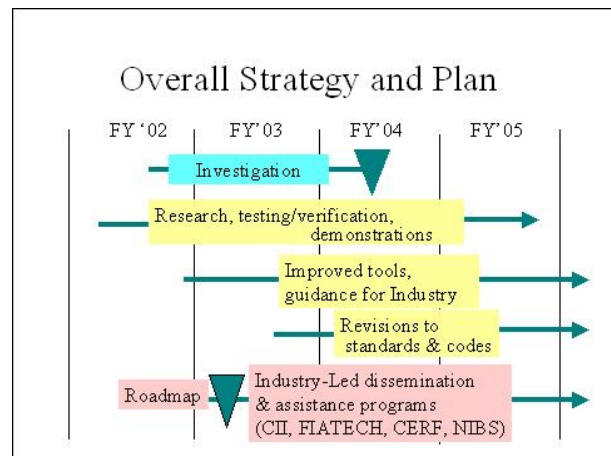 Overall Strategy and Plan
FY ‘02 FY’03 FY’04 FY’05
Investigation
Research, testing/verification,
demonstrations
Improved tools,
guidance for Industry
Revisions to
standards & codes
Roadmap
Industry-Led dissemination
& assistance programs
(CII, FIATECH, CERF, NIBS)